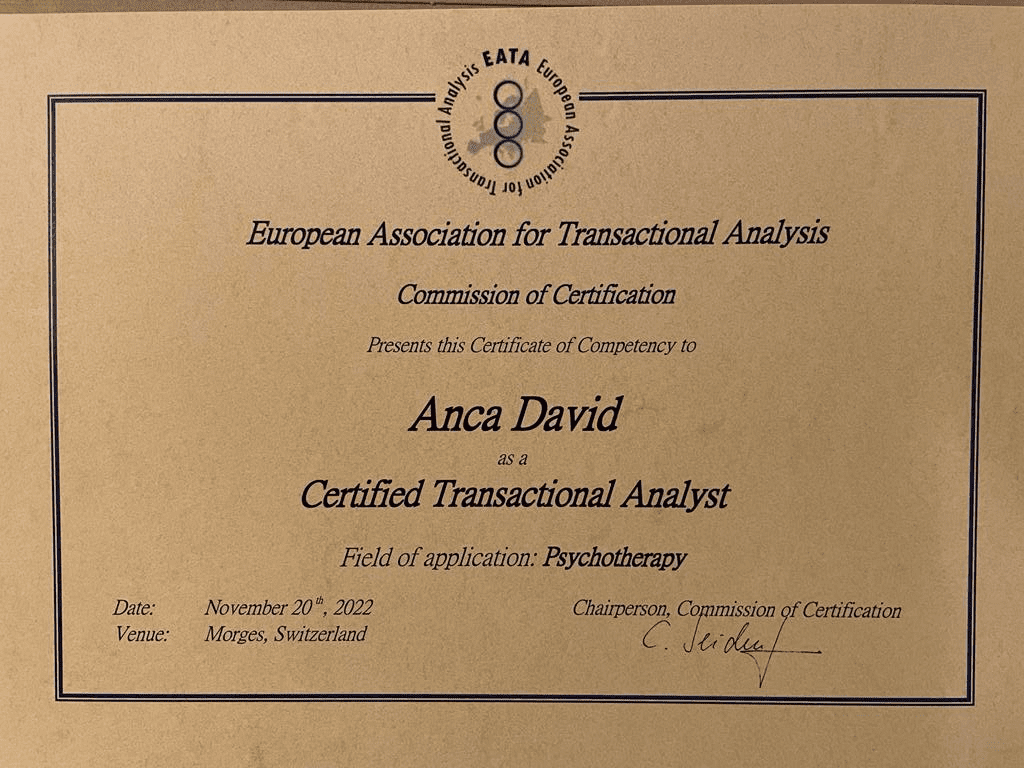 EATA European Association for Transactional Analysis
European Association for Transactional Analysis
Commission of Certification
Presents this Certificate of Competency to
Anca David
as a
Certified Transactional Analyst
Field of application: Psychotherapy
Date: November 20th, 2022
Chairperson, Commission of Certification
Venue: Morges, Switzerland
C.